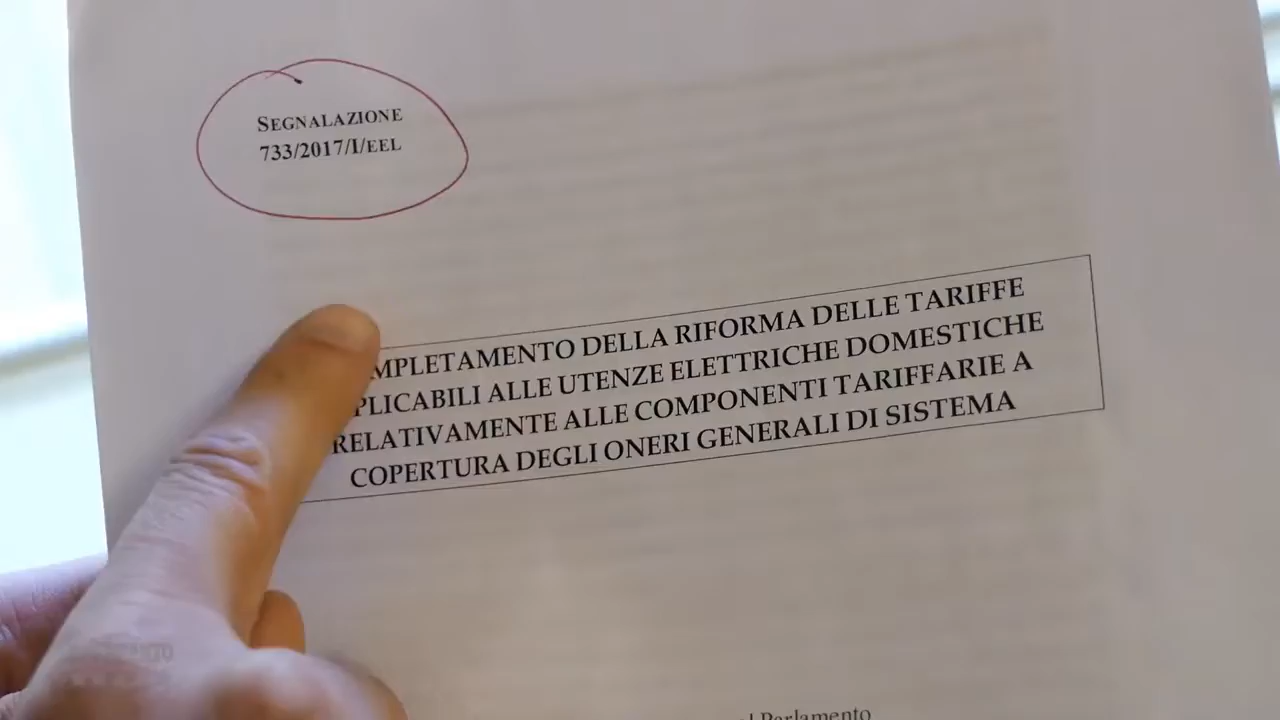 SEGNALAZIONE
733/2017/I/EEL
MPLETAMENTO DELLA RIFORMA DELLE TARIFFE
PLICABILI ALLE UTENZE ELETTRICHE DOMESTICHE
RELATIVAMENTE ALLE COMPONENTI TARIFFARIE A
COPERTURA DEGLI ONERI GENERALI DI SISTEMA
Parlamento